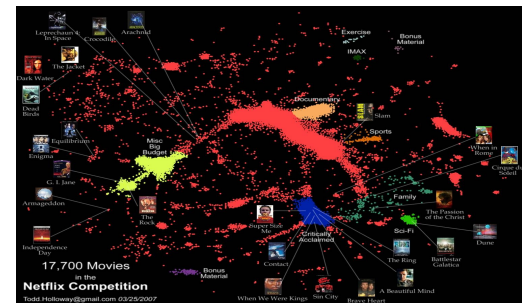 Leprechaun 4:
In Space
Crocodile
Arachnid
Exercise
Bonus
Material
IMAX
Dark Water
The Jacket
Documentary
Slam
Dead
Birds
Equilibrium
Misc
Big
Budget
Sports
When in
Rome
Enigma
Cirque du
Soleil
G. I. Jane
Family
Armageddon
The
Rock
The Passion
of the Christ
Super Size
Me
Sci-Fi
Critically
Acclaimed
Dune
Independence
Day
Contact
The Ring
Battlestar
Galatica
17,700 Movies
in the
Netflix Competition
Bonus
Material
A Beautiful Mind
When We Were Kings
Sin City
Brave Heart
Todd.Holloway@gmail.com 03/25/2007